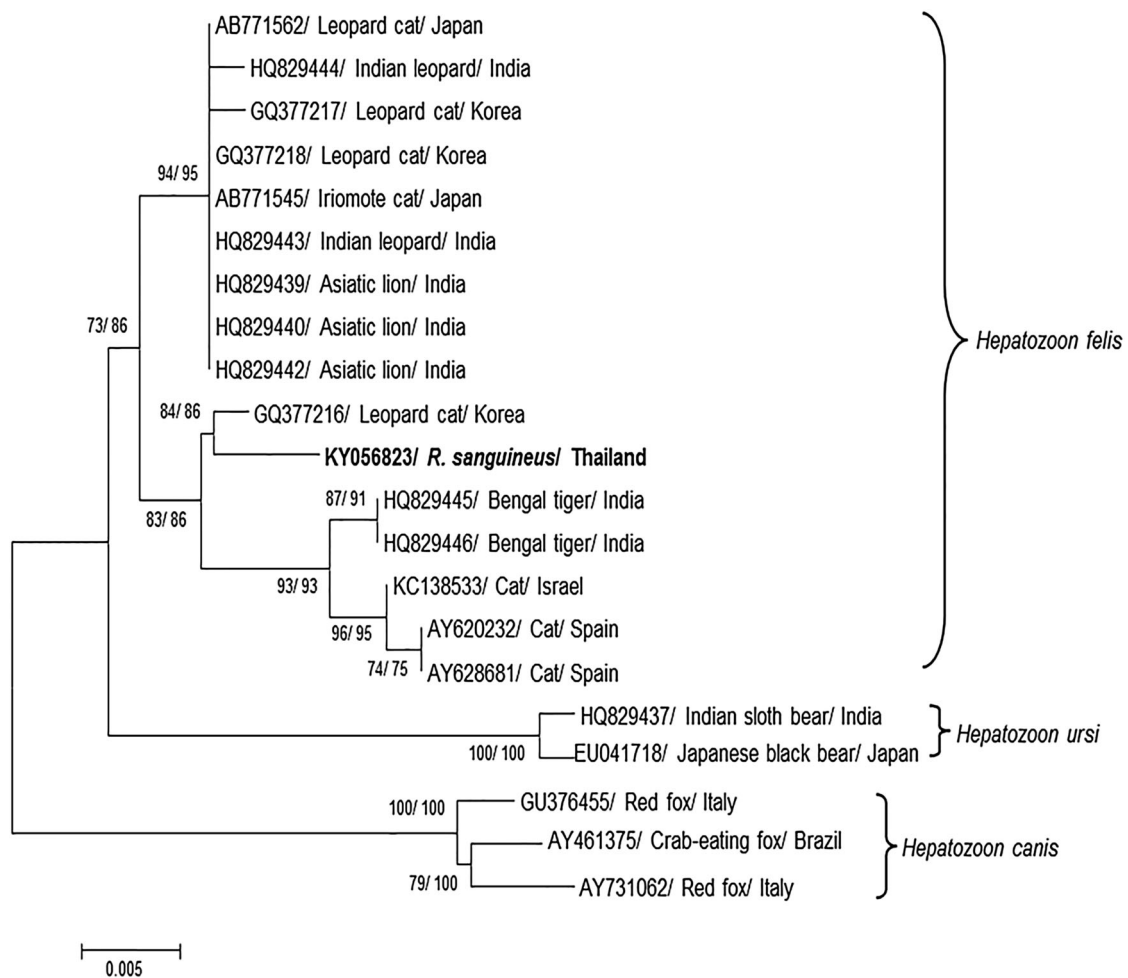 AB771562/ Leopard cat/ Japan
HQ829444/ Indian leopard/ India
GQ377217/ Leopard cat/ Korea
GQ377218/ Leopard cat/ Korea
94/ 95
AB771545/ Iriomote cat/ Japan
HQ829443/ Indian leopard/ India
HQ829439/ Asiatic lion/ India
HQ829440/ Asiatic lion/ India
73/ 86
Hepatozoon felis
HQ829442/ Asiatic lion/ India
84/ 86
GQ377216/ Leopard cat/ Korea
KY056823/ R. sanguineus/ Thailand
87/ 91
HQ829445/ Bengal tiger/ India
83/ 86
HQ829446/ Bengal tiger/ India
93/ 93
KC138533/ Cat/ Israel
96/ 95
AY620232/ Cat/ Spain
74/ 75
AY628681/ Cat/ Spain
HQ829437/ Indian sloth bear/ India
Hepatozoon ursi
100/ 100
EU041718/ Japanese black bear/ Japan
100/ 100
GU376455/ Red fox/ Italy
AY461375/ Crab-eating fox/ Brazil
Hepatozoon canis
79/ 100
AY731062/ Red fox/ Italy
0.005